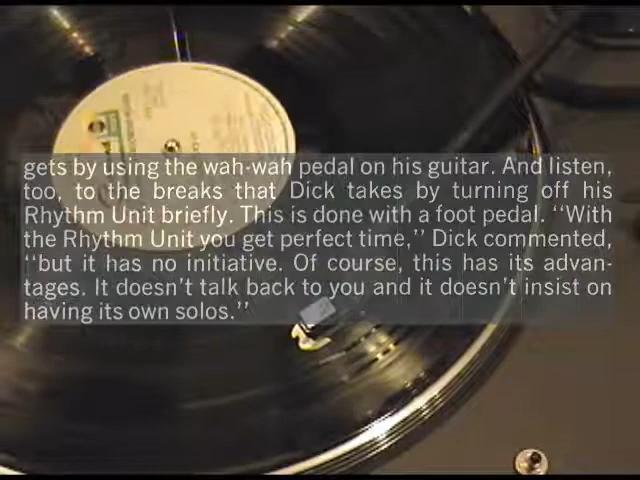 gets by using the wah-wah pedal on his guitar. And listen,
too, to the breaks that Dick takes by turning off his
Rhythm Unit briefly. This is done with a foot pedal. “With
the Rhythm Unit you get perfect time,” Dick commented,
“but it has no initiative. Of course, this has its advan-
tages. It doesn’t talk back to you and it doesn’t insist on
having its own solos.”